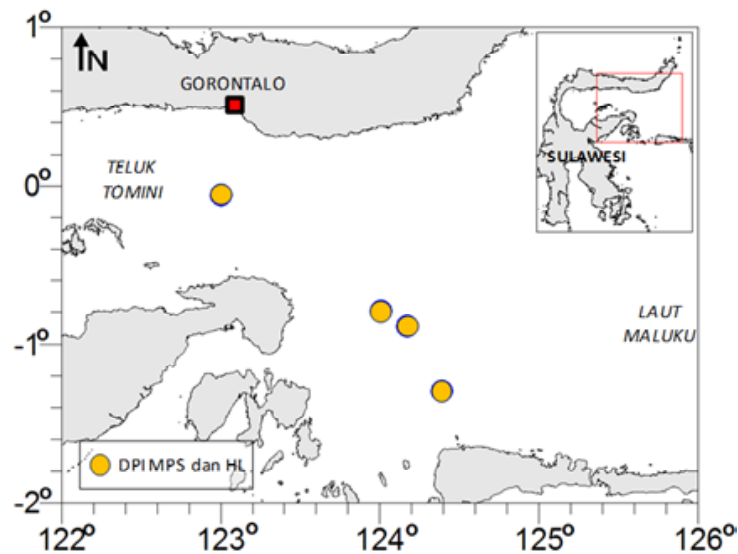 1°
N
GORONTALO
SULAWESI
TELUK
TOMINI
0°
LAUT
MALUKU
-1°
DPI MPS dan HL
-2°
122° 123° 124° 125° 126°